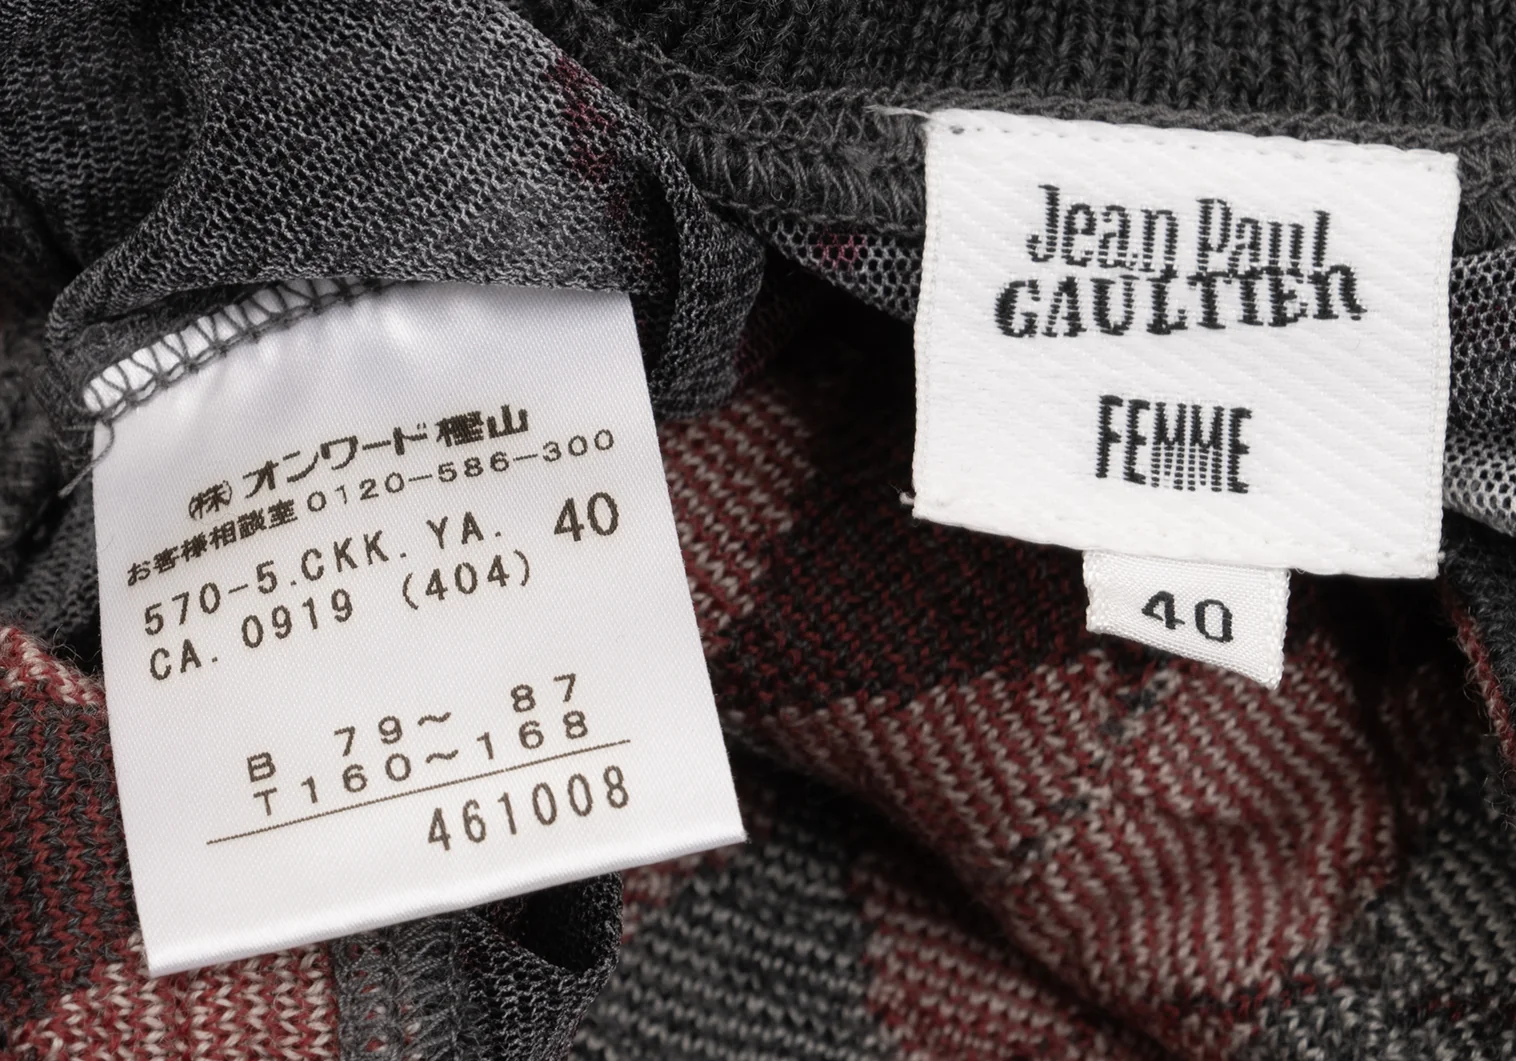 ㈱オンワード樫山
お客様相談室0120-586-300
570-5.CKK.YA. 40
CA.0919 (404)
B 79~ 87
T160~168
461008
Jean Paul
GAULTIER
FEMME
40